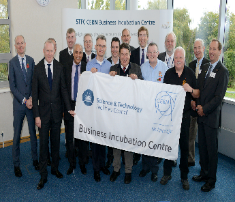 STFC CERN Business Incubation Centre
Science & Technology
Facilities Council
Business Incubation Centre